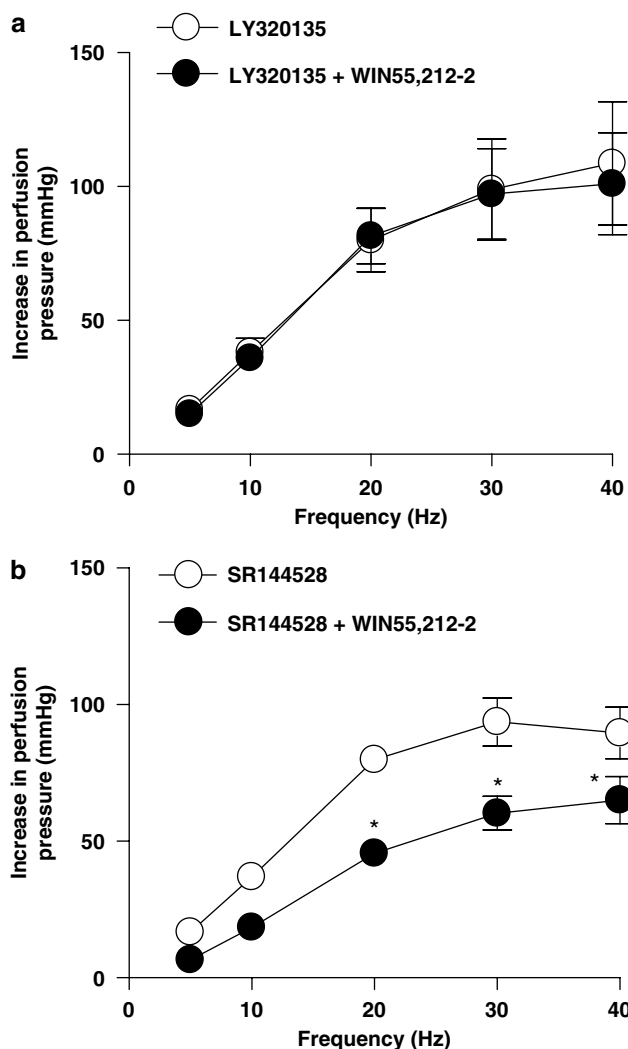 a
LY320135
LY320135 + WIN55,212-2
Increase in perfusion
pressure (mmHg)
150
100
50
0
0 10 20 30 40
Frequency (Hz)
b
SR144528
SR144528 + WIN55,212-2
Increase in perfusion
pressure (mmHg)
150
100
50
0
* * *
0 10 20 30 40
Frequency (Hz)